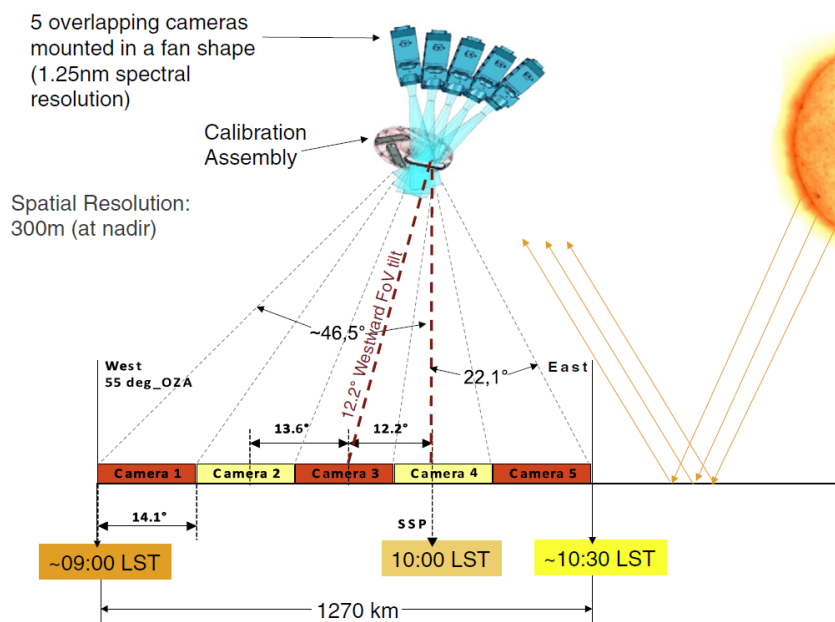 5 overlapping cameras
mounted in a fan shape
(1.25nm spectral
resolution)
Calibration
Assembly
Spatial Resolution:
300m (at nadir)
~46,5°
12.2° Westward FoV tilt
22,1°
West
55 deg_OZA
East
13.6°
12.2°
Camera 1
Camera 2
Camera 3
Camera 4
Camera 5
14.1°
SSP
~09:00 LST
10:00 LST
~10:30 LST
1270 km